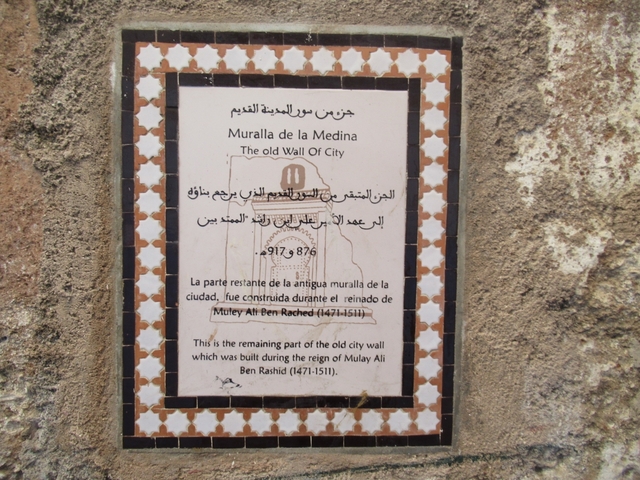 جزء من سور المدينة القديم
Muralla de la Medina
The old Wall Of City
الجزء المتبقى من السور القديم الذي يرجع بناؤه
إلى عهد الأمير علي ابن راشد الممتد بين
876 و 917هـ.
La parte restante de la antigua muralla de la
ciudad, fue construida durante el reinado de
Muley Ali Ben Rached (1471-1511)
This is the remaining part of the old city wall
which was built during the reign of Mulay Ali
Ben Rashid (1471-1511).